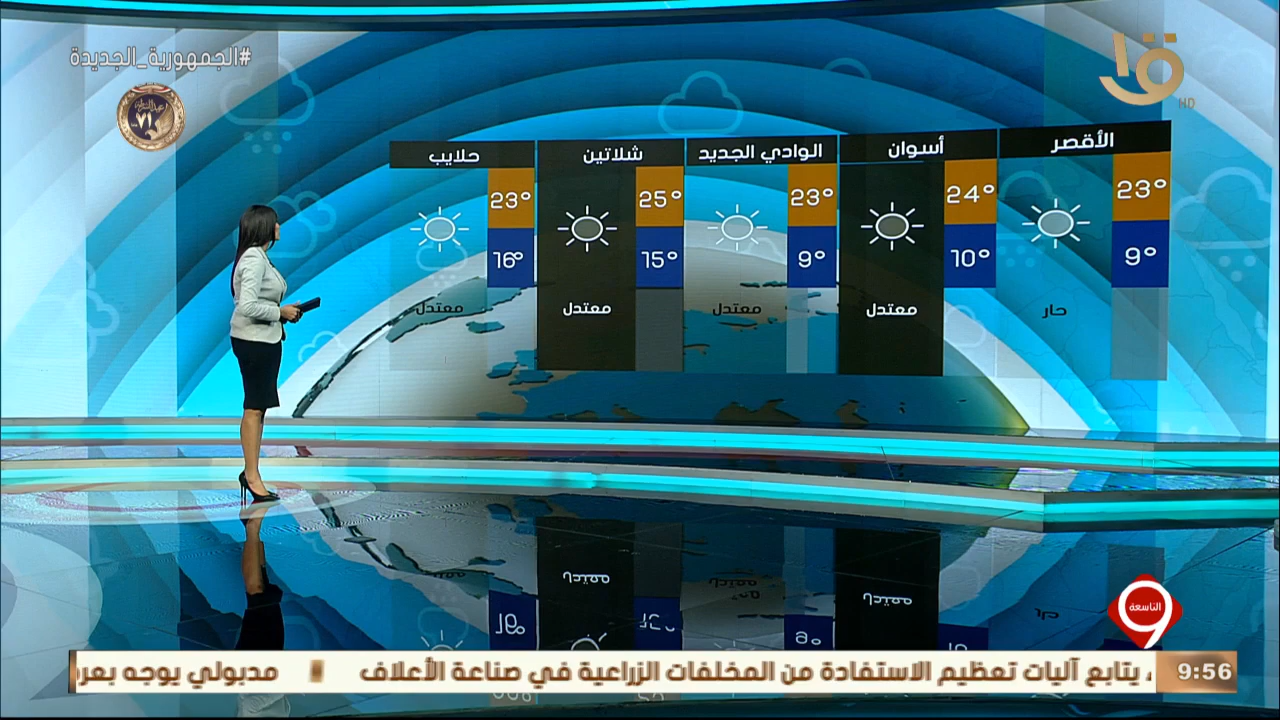 #الجمهورية_الجديدة
HD
الأقصر
23°
9°
حار
أسوان
24°
10°
معتدل
الوادي الجديد
23°
9°
معتدل
شلاتين
25°
15°
معتدل
حلايب
23°
16°
معتدل
التاسعة
9
9:56
يتابع آليات تعظيم الاستفادة من المخلفات الزراعية في صناعة الأعلاف
مدبولي يوجه بعر